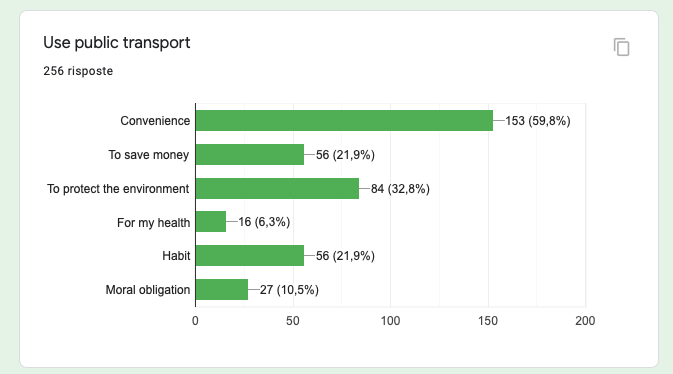 Use public transport
256 risposte
Convenience
153 (59,8%)
To save money
56 (21,9%)
To protect the environment
84 (32,8%)
For my health
16 (6,3%)
Habit
56 (21,9%)
Moral obligation
27 (10,5%)
0 50 100 150 200